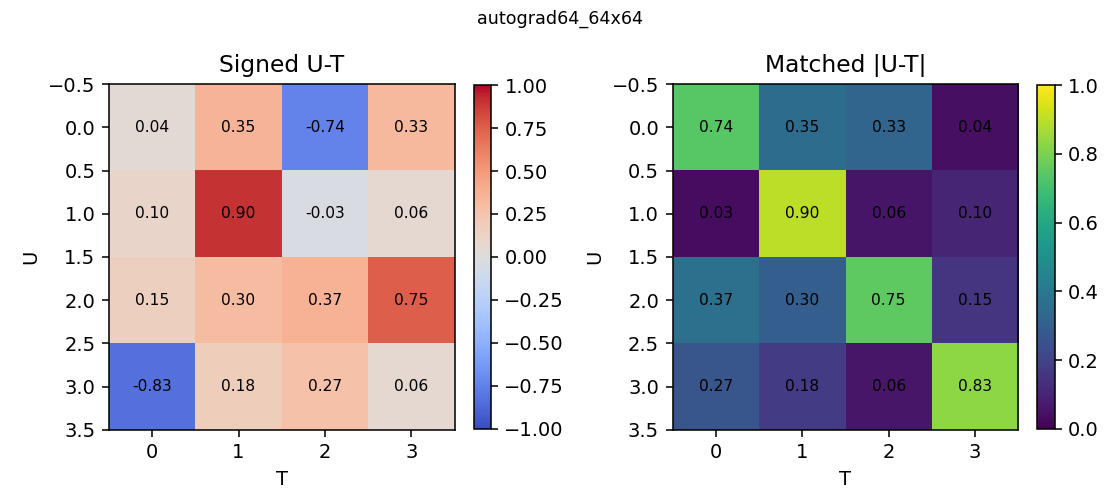 autograd64_64x64
Signed U-T
Matched |U-T|
−0.5
0.0
0.5
1.0
1.5
2.0
2.5
3.0
3.5
U
0.04 0.35 -0.74 0.33
0.10 0.90 -0.03 0.06
0.15 0.30 0.37 0.75
-0.83 0.18 0.27 0.06
0 1 2 3
T
1.00
0.75
0.50
0.25
0.00
−0.25
−0.50
−0.75
−1.00
−0.5
0.0
0.5
1.0
1.5
2.0
2.5
3.0
3.5
U
0.74 0.35 0.33 0.04
0.03 0.90 0.06 0.10
0.37 0.30 0.75 0.15
0.27 0.18 0.06 0.83
0 1 2 3
T
1.0
0.8
0.6
0.4
0.2
0.0